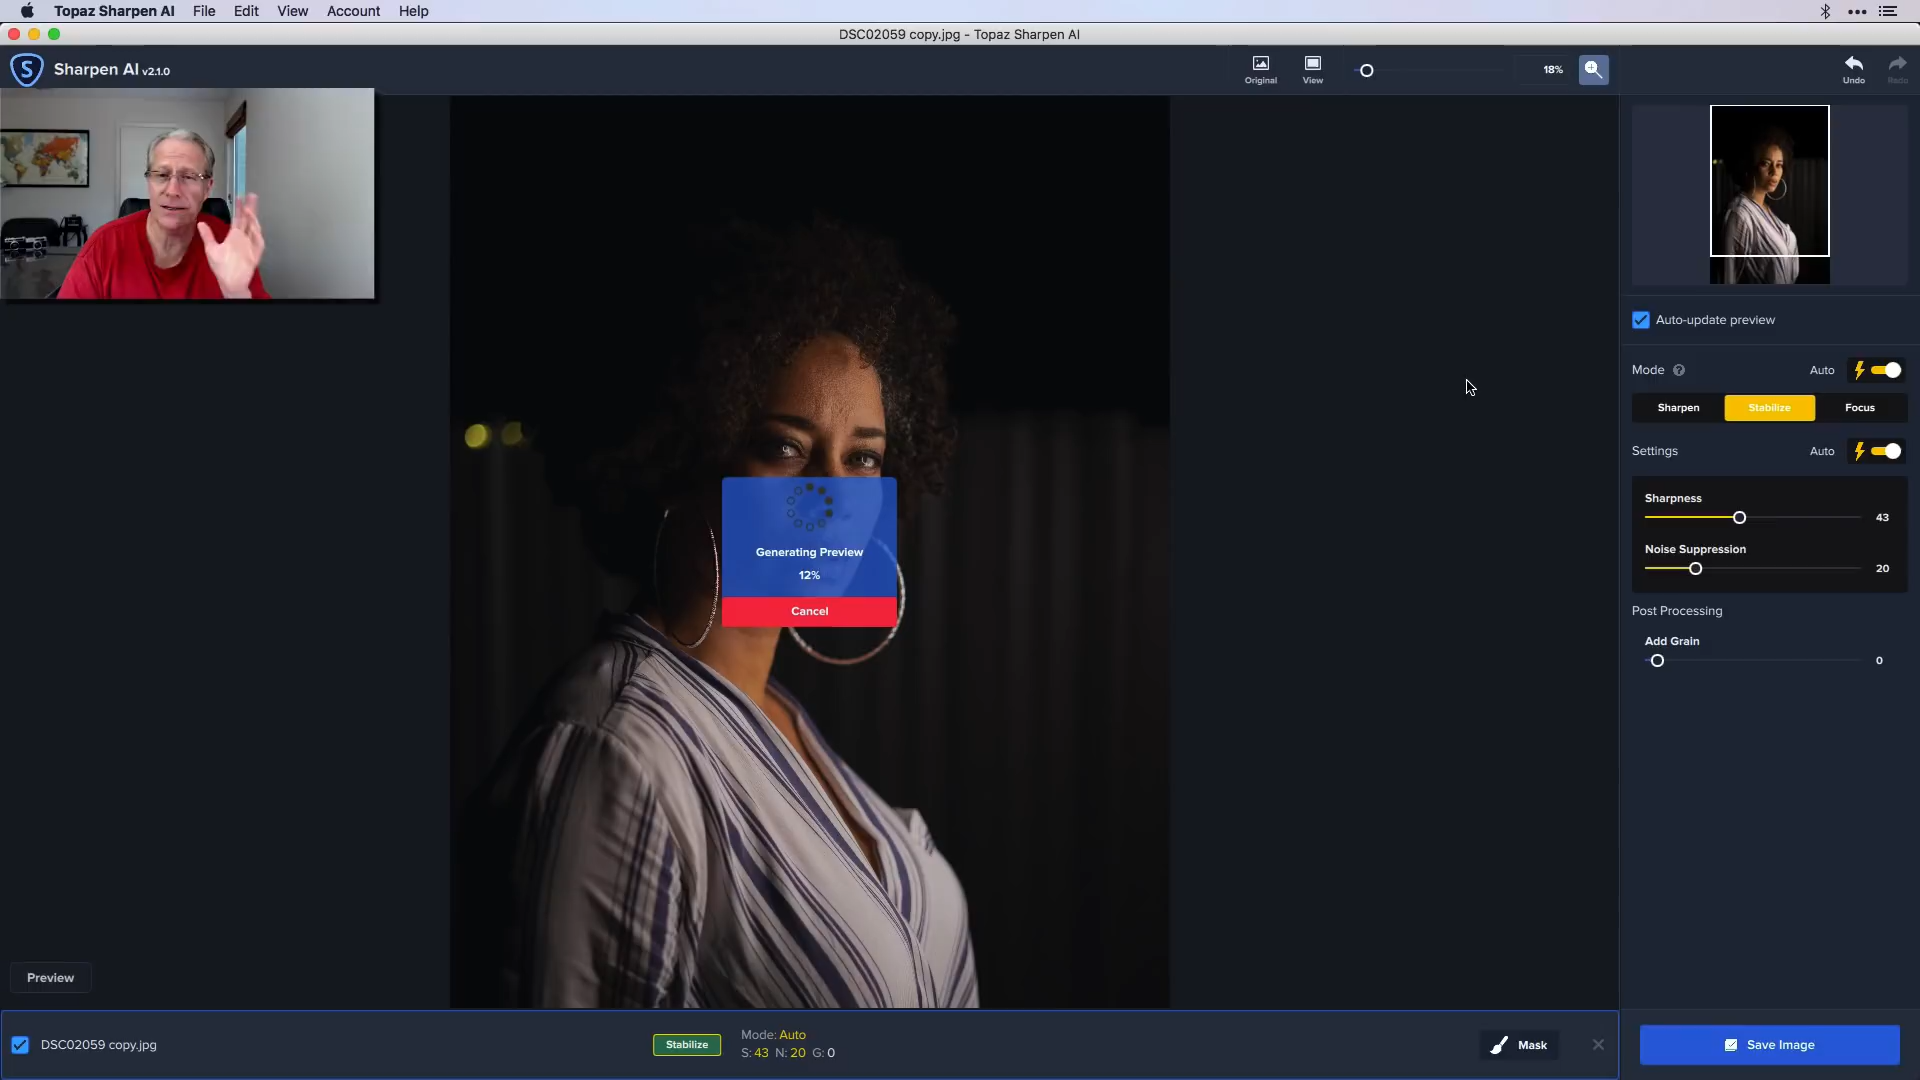 Topaz Sharpen AI File Edit View Account Help
DSC02059 copy.jpg - Topaz Sharpen AI
Sharpen AI v2.1.0
Original
View
18%
Undo
Redo
Auto-update preview
Mode ? Auto
Sharpen Stabilize Focus
Settings Auto
Sharpness
43
Noise Suppression
20
Post Processing
Add Grain
0
Generating Preview
12%
Cancel
Preview
DSC02059 copy.jpg
Stabilize
Mode: Auto
S: 43 N: 20 G: 0
Mask
Save Image